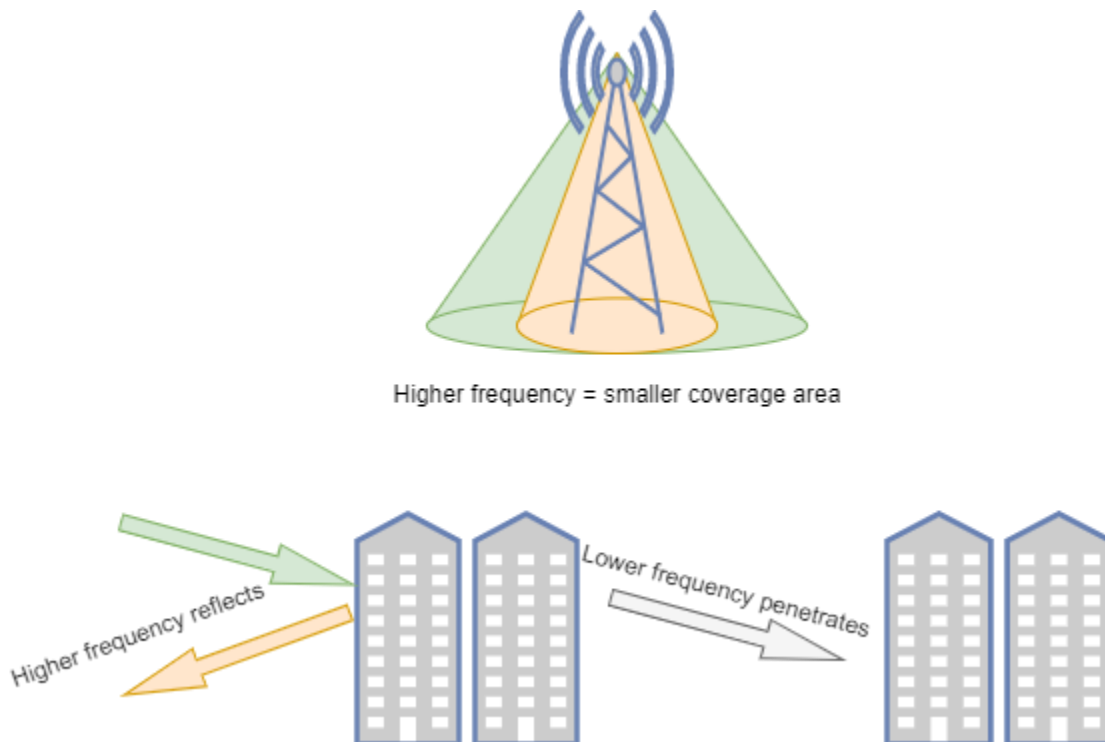 Higher frequency = smaller coverage area
Lower frequency penetrates
Higher frequency reflects